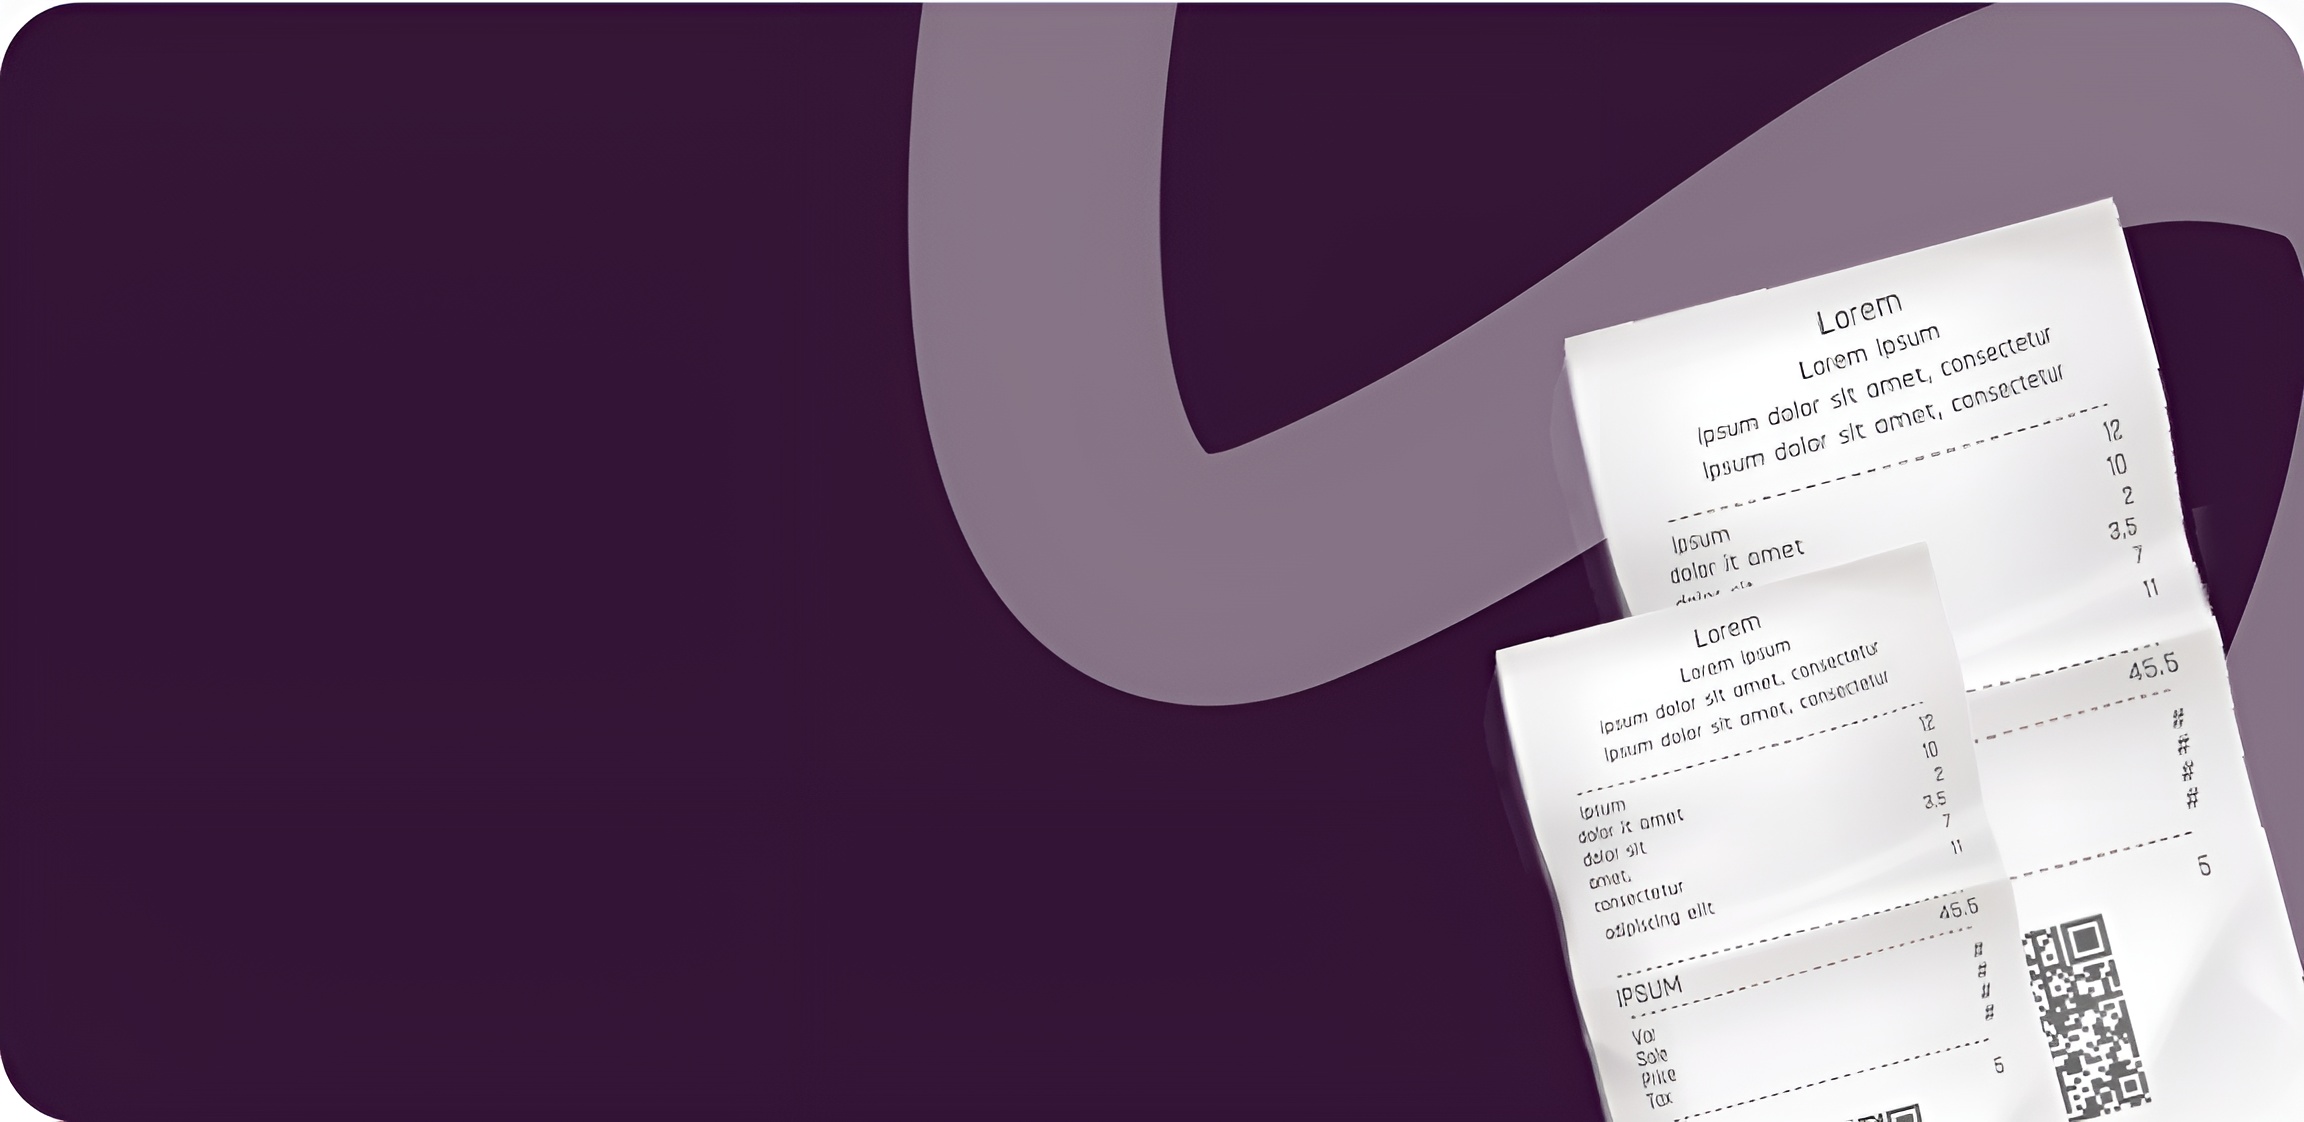 Lorem
Lorem Ipsum
Ipsum dolor sit amet, consectetur
Ipsum dolor sit amet, consectetur
12
10
2
3,5
7
11
Ipsum
dolor it amet
45.5
#
#
#
#
5
Lorem
Lorem Ipsum
Ipsum dolor sit amet, consectetur
Ipsum dolor sit amet, consectetur
12
10
2
3.5
7
11
Ipsum
dolor it amet
dolor sit
amet,
consectetur
adipiscing elit
45.5
IPSUM
#
#
#
#
Sale
Price
Tax
5